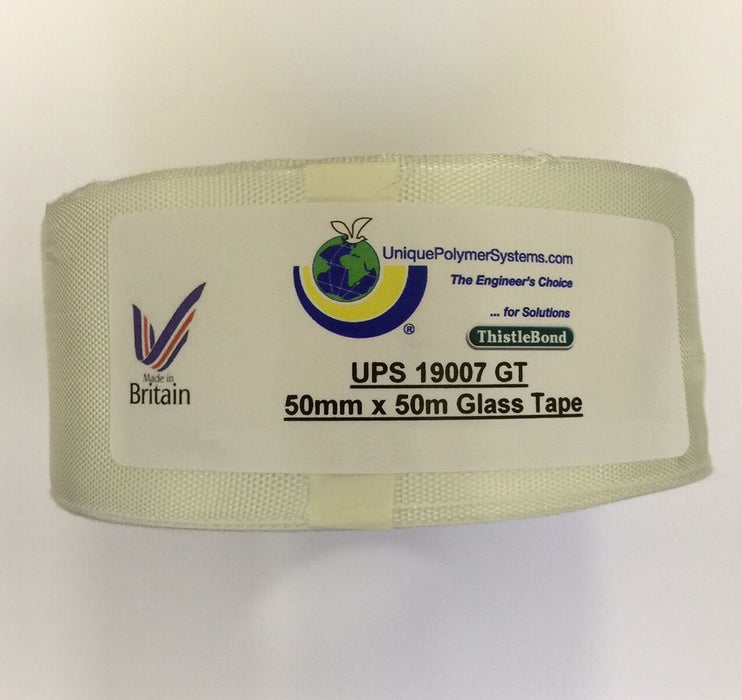 UniquePolymerSystems.com
The Engineer's Choice
... for Solutions
®
ThistleBond
Made in
Britain
UPS 19007 GT
50mm x 50m Glass Tape